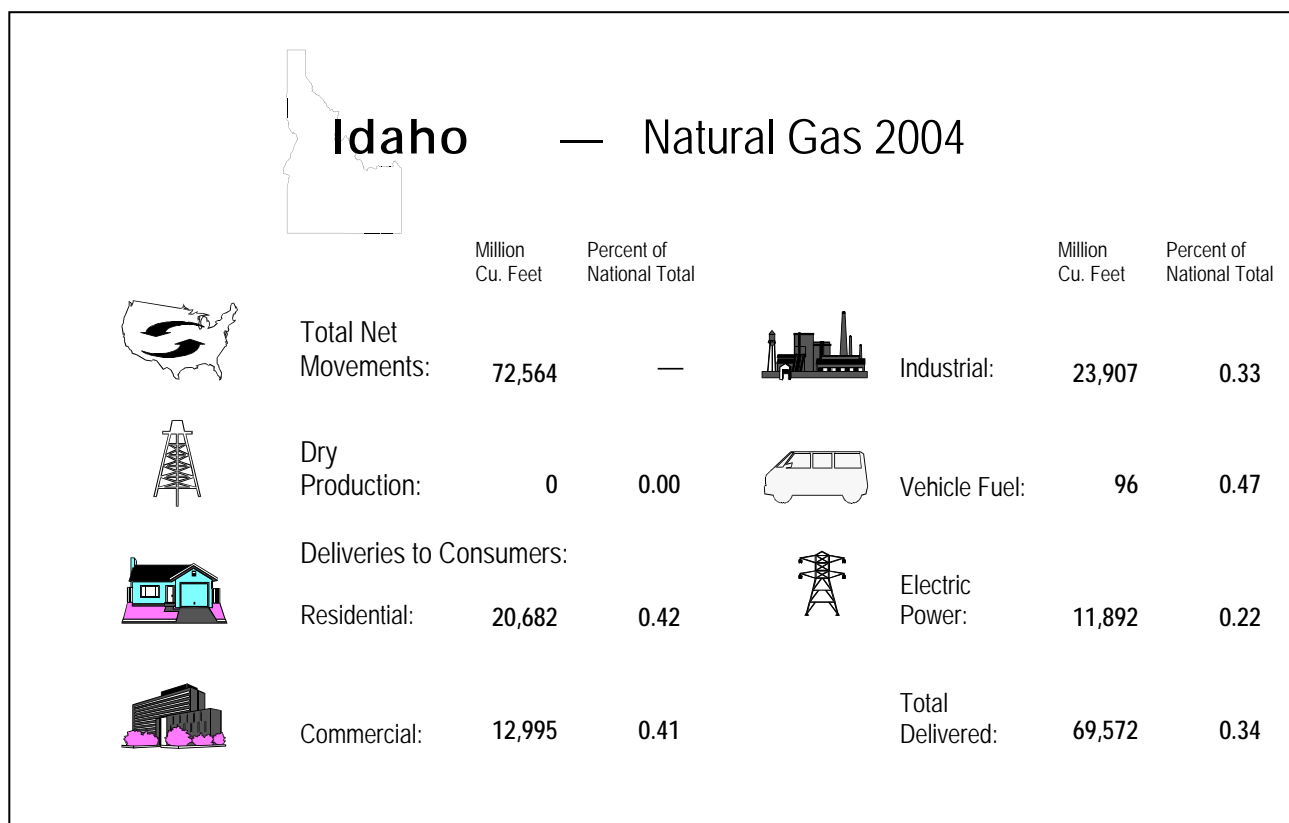 Idaho — Natural Gas 2004
Million Cu. Feet
Percent of National Total
Million Cu. Feet
Percent of National Total
Total Net
Movements: 72,564 —
Industrial: 23,907 0.33
Dry
Production: 0 0.00
Vehicle Fuel: 96 0.47
Deliveries to Consumers:
Residential: 20,682 0.42
Electric
Power: 11,892 0.22
Commercial: 12,995 0.41
Total
Delivered: 69,572 0.34